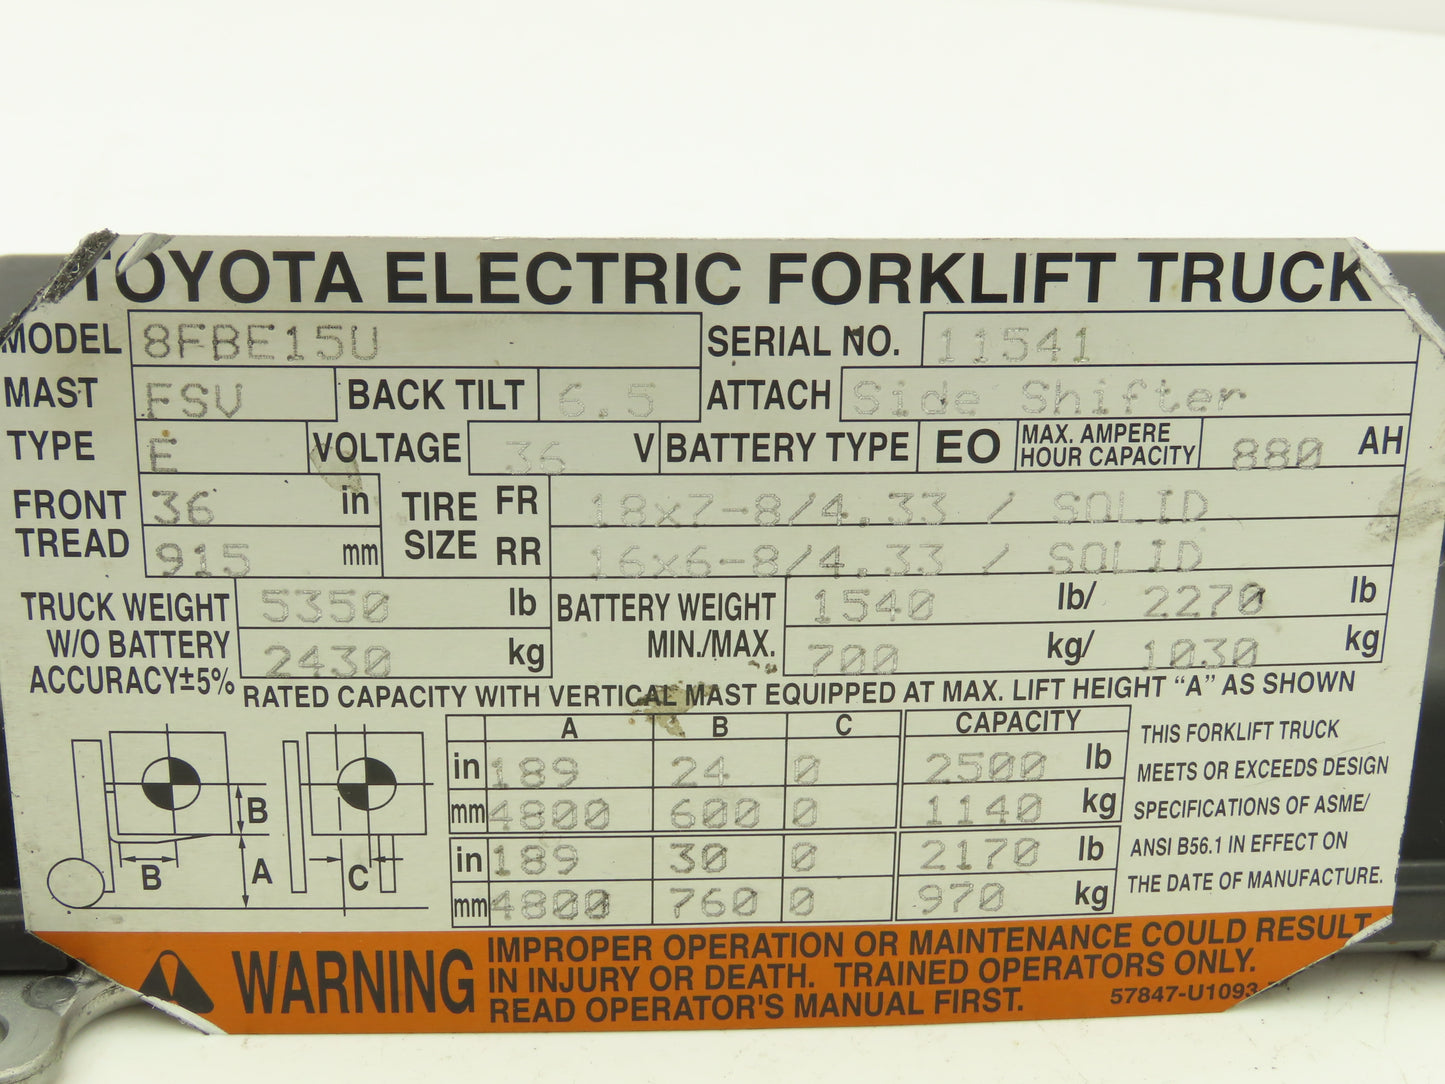 TOYOTA ELECTRIC FORKLIFT TRUCK
MODEL 8FBE15U SERIAL NO. 11541
MAST FSV BACK TILT 6.5 ATTACH Side Shifter
TYPE E VOLTAGE 36 V BATTERY TYPE EO MAX. AMPERE HOUR CAPACITY 880 AH
FRONT TREAD 36 in TIRE SIZE FR 18x7-8/4.33 / SOLID
915 mm RR 16x6-8/4.33 / SOLID
TRUCK WEIGHT W/O BATTERY ACCURACY±5% 5350 lb BATTERY WEIGHT MIN./MAX. 1540 lb/ 2270 lb
2430 kg 700 kg/ 1030 kg
RATED CAPACITY WITH VERTICAL MAST EQUIPPED AT MAX. LIFT HEIGHT “A” AS SHOWN
A B C CAPACITY
in 189 24 0 2500 lb
mm 4800 600 0 1140 kg
in 189 30 0 2170 lb
mm 4800 760 0 970 kg
B
B A C
THIS FORKLIFT TRUCK
MEETS OR EXCEEDS DESIGN
SPECIFICATIONS OF ASME/
ANSI B56.1 IN EFFECT ON
THE DATE OF MANUFACTURE.
WARNING
IMPROPER OPERATION OR MAINTENANCE COULD RESULT
IN INJURY OR DEATH. TRAINED OPERATORS ONLY.
READ OPERATOR'S MANUAL FIRST. 57847-U1093